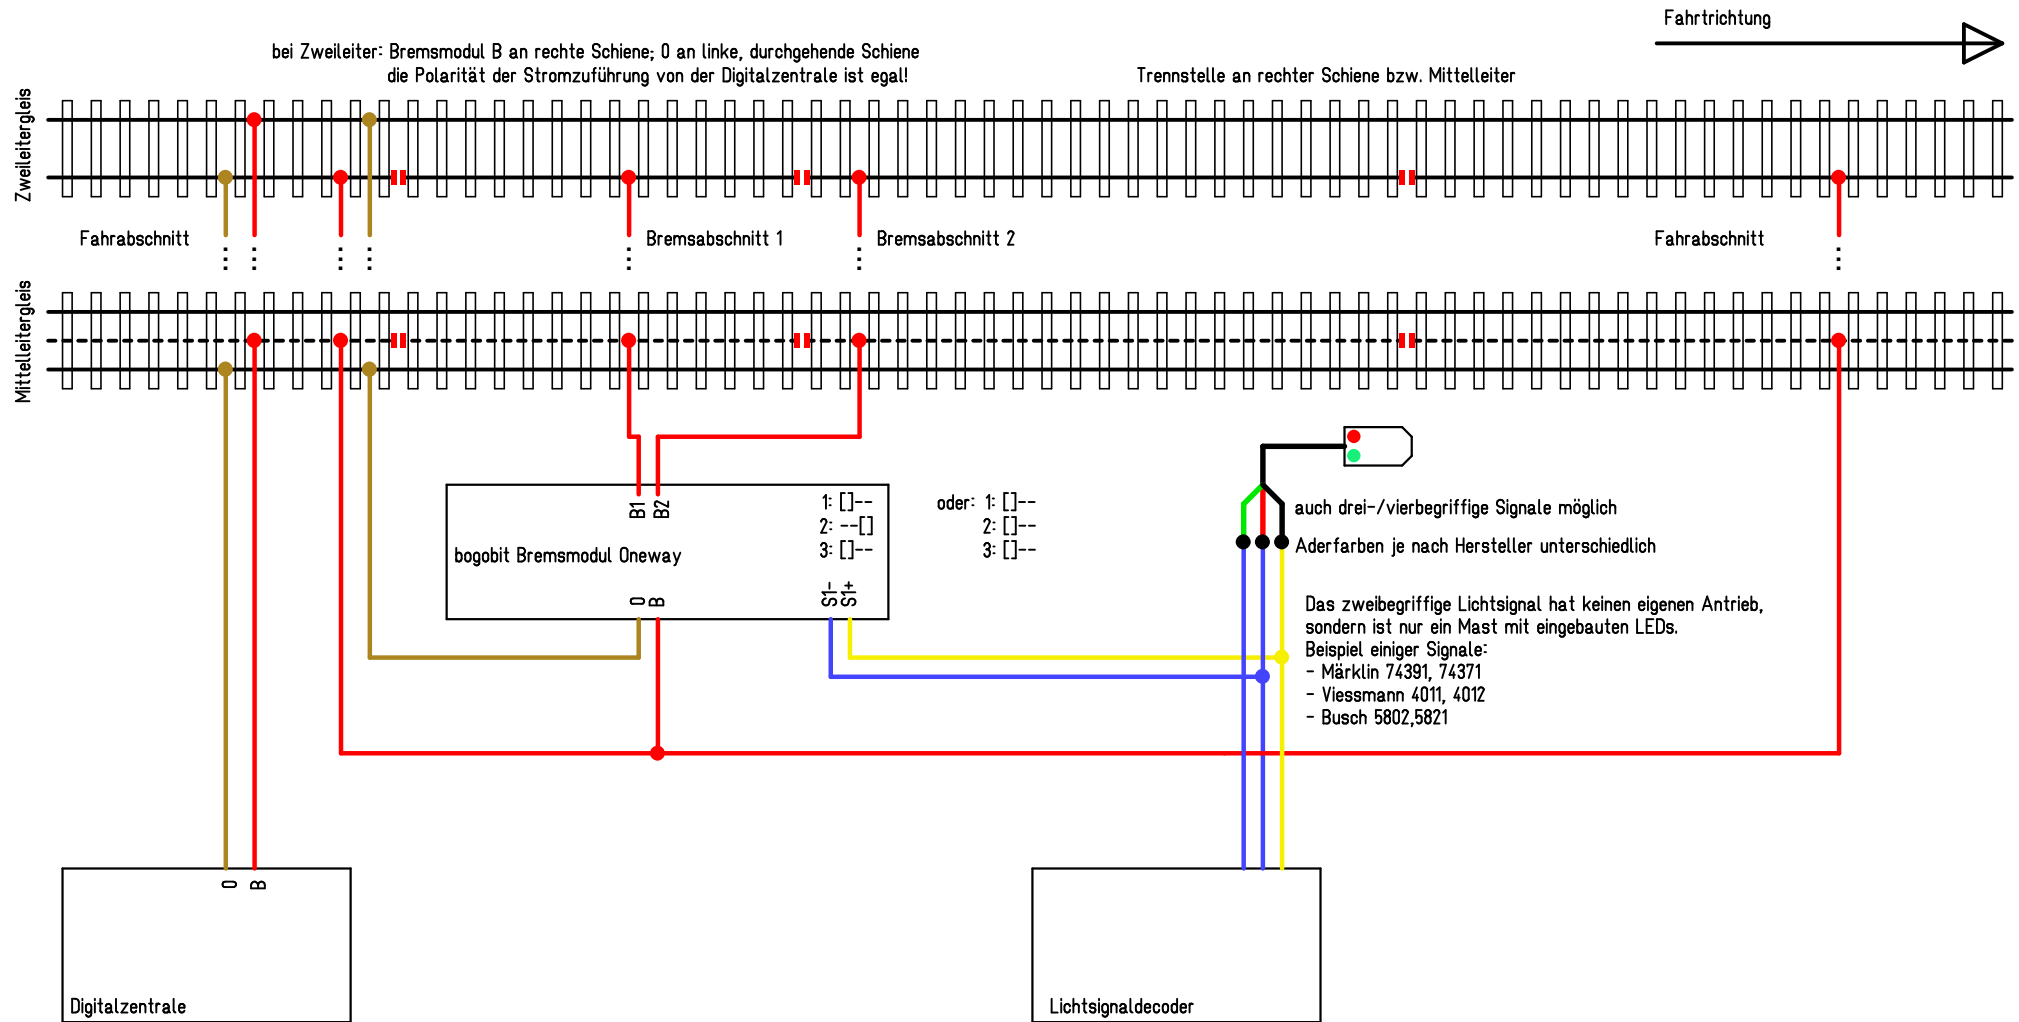 Fahrtrichtung
bei Zweileiter: Bremsmodul B an rechte Schiene; 0 an linke, durchgehende Schiene
die Polarität der Stromzuführung von der Digitalzentrale ist egal!
Trennstelle an rechter Schiene bzw. Mittelleiter
Zweileitergleis
Fahrabschnitt
Bremsabschnitt 1
Bremsabschnitt 2
Fahrabschnitt
Mittelleitergleis
B1
B2
1: []--
2: --[]
3: []--
oder: 1: []--
2: []--
3: []--
bogobit Bremsmodul Oneway
0
B
S1-
S1+
auch drei-/vierbegriffige Signale möglich
Aderfarben je nach Hersteller unterschiedlich
Das zweibegriffige Lichtsignal hat keinen eigenen Antrieb,
sondern ist nur ein Mast mit eingebauten LEDs.
Beispiel einiger Signale:
- Märklin 74391, 74371
- Viessmann 4011, 4012
- Busch 5802,5821
0
B
Digitalzentrale
Lichtsignaldecoder